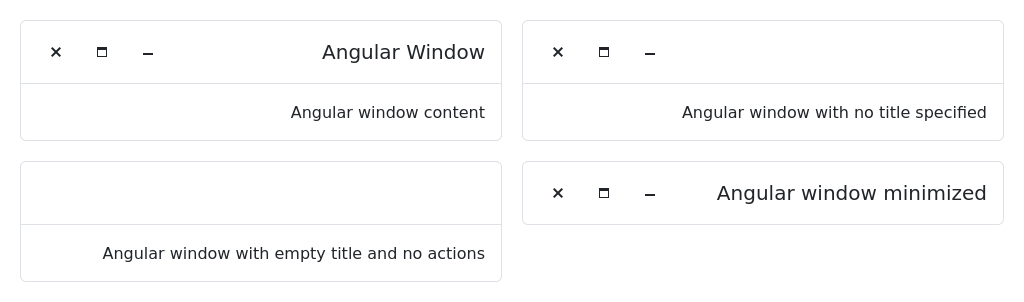 Angular Window
Angular window content
Angular window with no title specified
Angular window with empty title and no actions
Angular window minimized